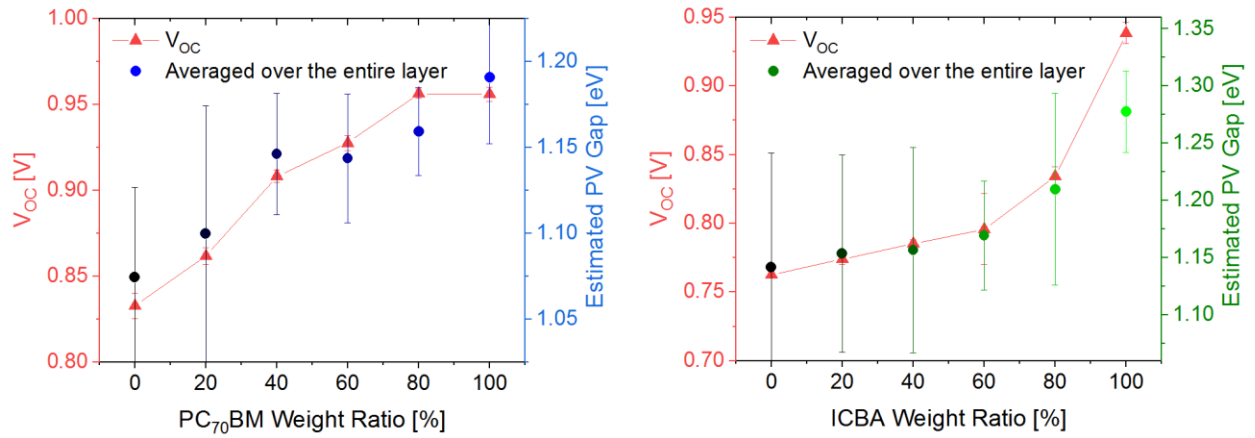 1.00
0.95
0.90
0.85
0.80
V_OC [V]
V_OC
Averaged over the entire layer
1.20
1.15
1.10
1.05
Estimated PV Gap [eV]
0 20 40 60 80 100
PC₇₀BM Weight Ratio [%]
0.95
0.90
0.85
0.80
0.75
0.70
V_OC [V]
V_OC
Averaged over the entire layer
1.35
1.30
1.25
1.20
1.15
1.10
Estimated PV Gap [eV]
0 20 40 60 80 100
ICBA Weight Ratio [%]